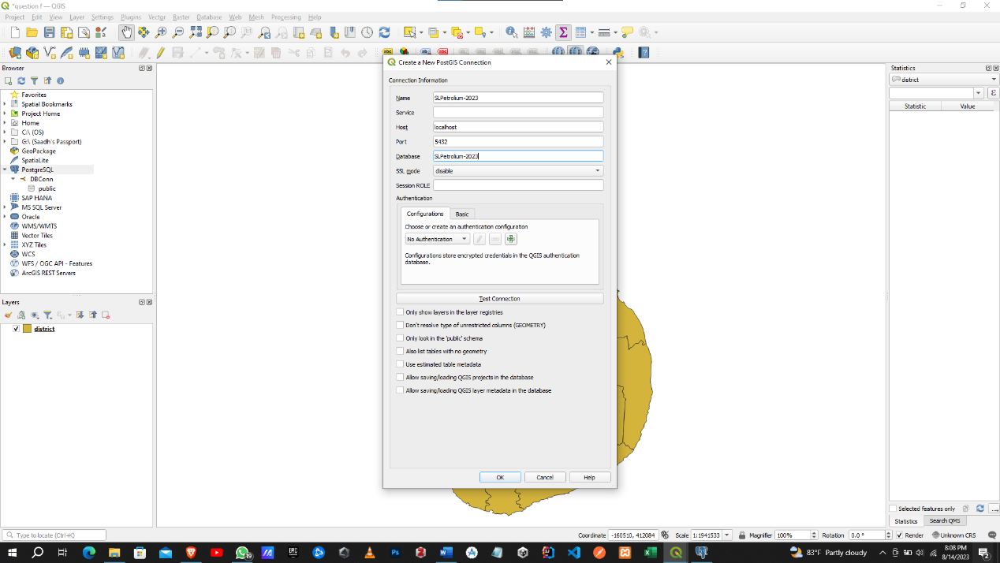 *question f — QGIS
Project Edit View Layer Settings Plugins Vector Raster Database Web Mesh Processing Help
Browser
Favorites
Spatial Bookmarks
Project Home
Home
C:\ (OS)
G:\ (Saadh's Passport)
GeoPackage
SpatiaLite
PostgreSQL
DBConn
public
SAP HANA
MS SQL Server
Oracle
WMS/WMTS
Vector Tiles
XYZ Tiles
WCS
WFS / OGC API - Features
ArcGIS REST Servers
Layers
district
Create a New PostGIS Connection
Connection Information
Name SLPetrolium-2023
Service
Host localhost
Port 5432
Database SLPetrolium-2023
SSL mode disable
Session ROLE
Authentication
Configurations Basic
Choose or create an authentication configuration
No Authentication
Configurations store encrypted credentials in the QGIS authentication
database.
Test Connection
Only show layers in the layer registries
Don't resolve type of unrestricted columns (GEOMETRY)
Only look in the 'public' schema
Also list tables with no geometry
Use estimated table metadata
Allow saving/loading QGIS projects in the database
Allow saving/loading QGIS layer metadata in the database
OK Cancel Help
Statistics
district
Statistic Value
Selected features only
Statistics Search QMS
Type to locate (Ctrl+K)
Coordinate -160510, 412084 Scale 1:1941533 Magnifier 100% Rotation 0.0 ° Render Unknown CRS
83°F Partly cloudy
8:08 PM
8/14/2023